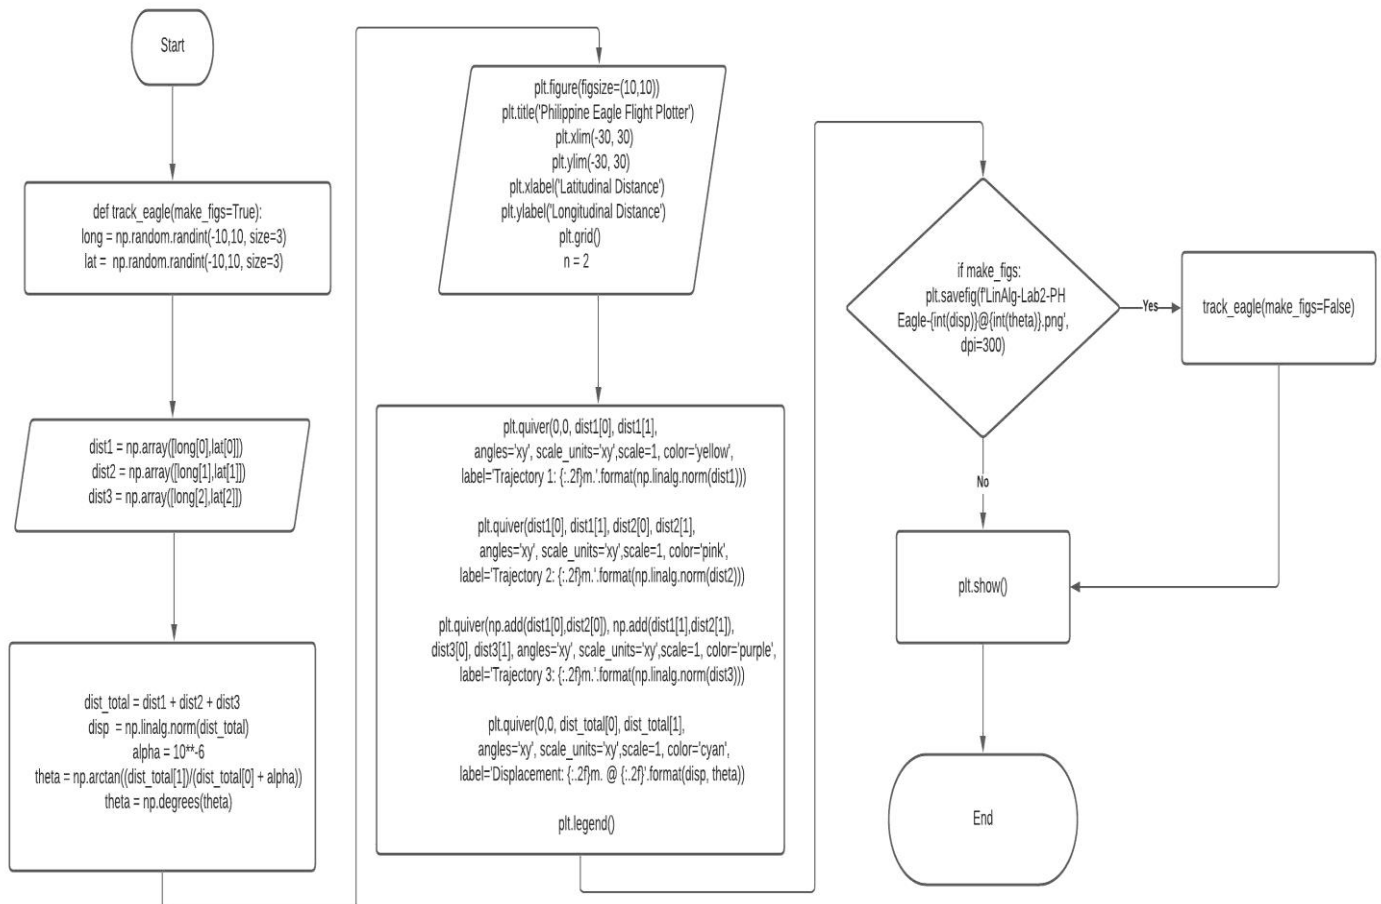 Start
def track_eagle(make_figs=True):
long = np.random.randint(-10,10, size=3)
lat =  np.random.randint(-10,10, size=3)
dist1 = np.array([long[0],lat[0]])
dist2 = np.array([long[1],lat[1]])
dist3 = np.array([long[2],lat[2]])
dist_total = dist1 + dist2 + dist3
disp  = np.linalg.norm(dist_total)
alpha = 10**-6
theta = np.arctan((dist_total[1])/(dist_total[0] + alpha))
theta = np.degrees(theta)
plt.figure(figsize=(10,10))
plt.title('Philippine Eagle Flight Plotter')
plt.xlim(-30, 30)
plt.ylim(-30, 30)
plt.xlabel('Latitudinal Distance')
plt.ylabel('Longitudinal Distance')
plt.grid()
n = 2
plt.quiver(0,0, dist1[0], dist1[1],
angles='xy', scale_units='xy',scale=1, color='yellow',
label='Trajectory 1: {:.2f}m.'.format(np.linalg.norm(dist1)))
plt.quiver(dist1[0], dist1[1], dist2[0], dist2[1],
angles='xy', scale_units='xy',scale=1, color='pink',
label='Trajectory 2: {:.2f}m.'.format(np.linalg.norm(dist2)))
plt.quiver(np.add(dist1[0],dist2[0]), np.add(dist1[1],dist2[1]),
dist3[0], dist3[1], angles='xy', scale_units='xy',scale=1, color='purple',
label='Trajectory 3: {:.2f}m.'.format(np.linalg.norm(dist3)))
plt.quiver(0,0, dist_total[0], dist_total[1],
angles='xy', scale_units='xy',scale=1, color='cyan',
label='Displacement: {:.2f}m. @ {:.2f}'.format(disp, theta))
plt.legend()
if make_figs:
plt.savefig(f'LinAlg-Lab2-PH
Eagle-{int(disp)}@{int(theta)}.png',
dpi=300)
Yes
track_eagle(make_figs=False)
No
plt.show()
End